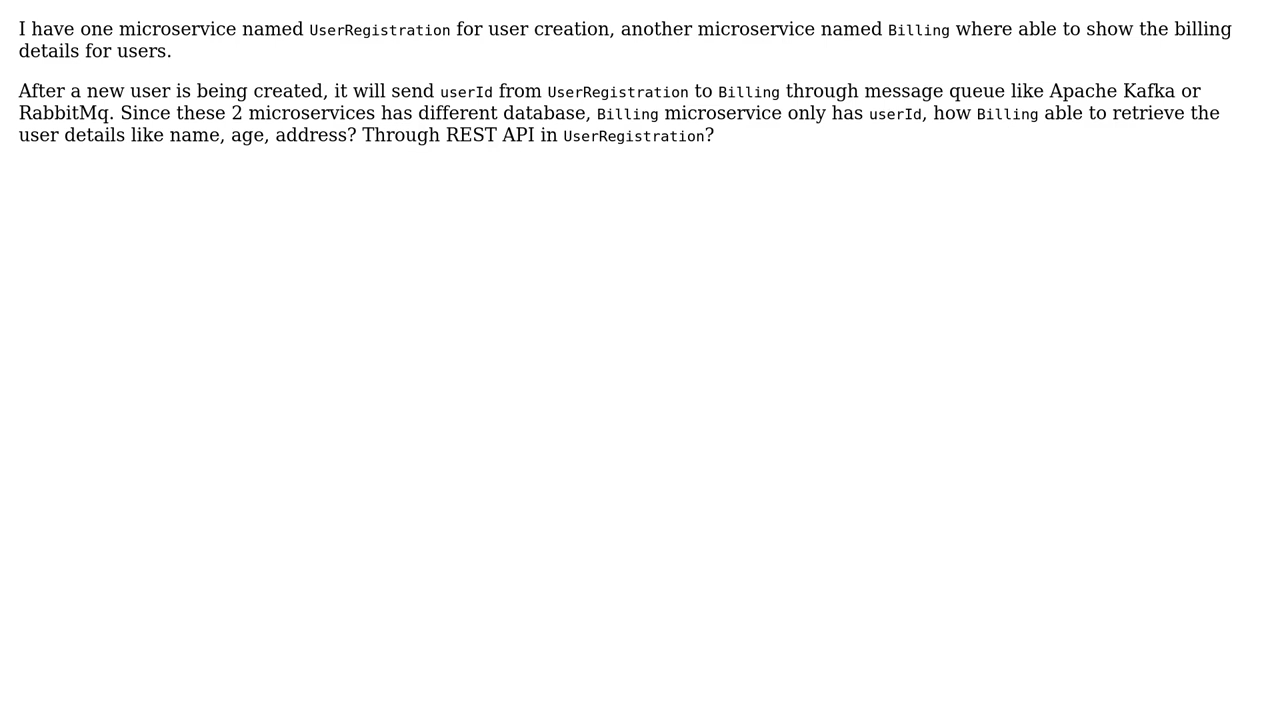 I have one microservice named UserRegistration for user creation, another microservice named Billing where able to show the billing
details for users.
After a new user is being created, it will send userId from UserRegistration to Billing through message queue like Apache Kafka or
RabbitMq. Since these 2 microservices has different database, Billing microservice only has userId, how Billing able to retrieve the
user details like name, age, address? Through REST API in UserRegistration?